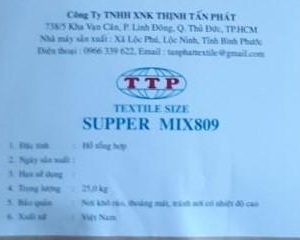 Công Ty TNHH XNK THỊNH TẤN PHÁT
738/5 Kha Vạn Cân, P. Linh Đông, Q. Thủ Đức, TP.HCM
Nhà máy sản xuất : Xã Lộc Phú, Lộc Ninh, Tỉnh Bình Phước
Điện thoại : 0966 339 622, Email : tanphattextile@gmail.com
TTP
TEXTILE SIZE
SUPPER MIX809
1. Đặc tính : Hồ tổng hợp
2. Ngày sản xuất :
3. Hạn sử dụng :
4. Trọng lượng : 25,0 kg
5. Bảo quản : Nơi khô ráo, thoáng mát, tránh nơi có nhiệt độ cao
6. Xuất xứ : Việt Nam